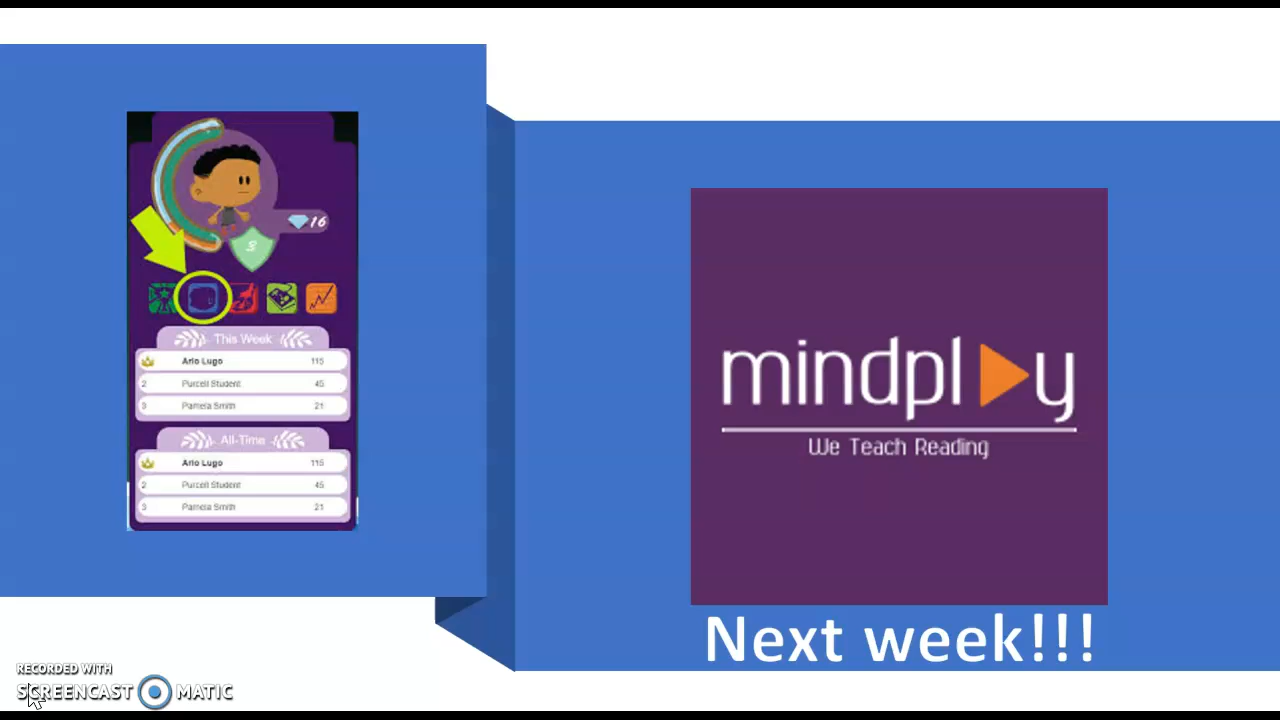 16
3
This Week
Arlo Lugo 115
2 Purcell Student 45
3 Pamela Smith 21
All-Time
Arlo Lugo 115
2 Purcell Student 45
3 Pamela Smith 21
mindplay
We Teach Reading
Next week!!!
RECORDED WITH
SCREENCAST MATIC